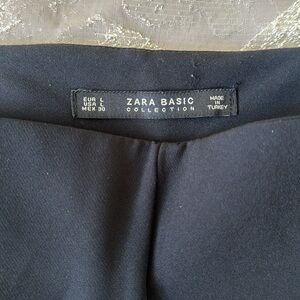 EUR L
USA L
MEX 30
ZARA BASIC
COLLECTION
MADE
IN
TURKEY